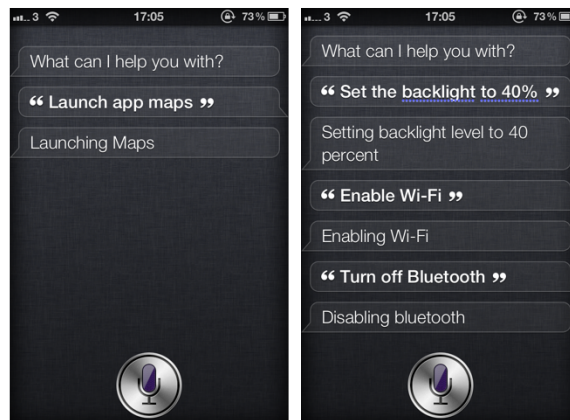 ...3 17:05 73%
What can I help you with?
“ Launch app maps ”
Launching Maps
...3 17:05 73%
What can I help you with?
“ Set the backlight to 40% ”
Setting backlight level to 40
percent
“ Enable Wi-Fi ”
Enabling Wi-Fi
“ Turn off Bluetooth ”
Disabling bluetooth